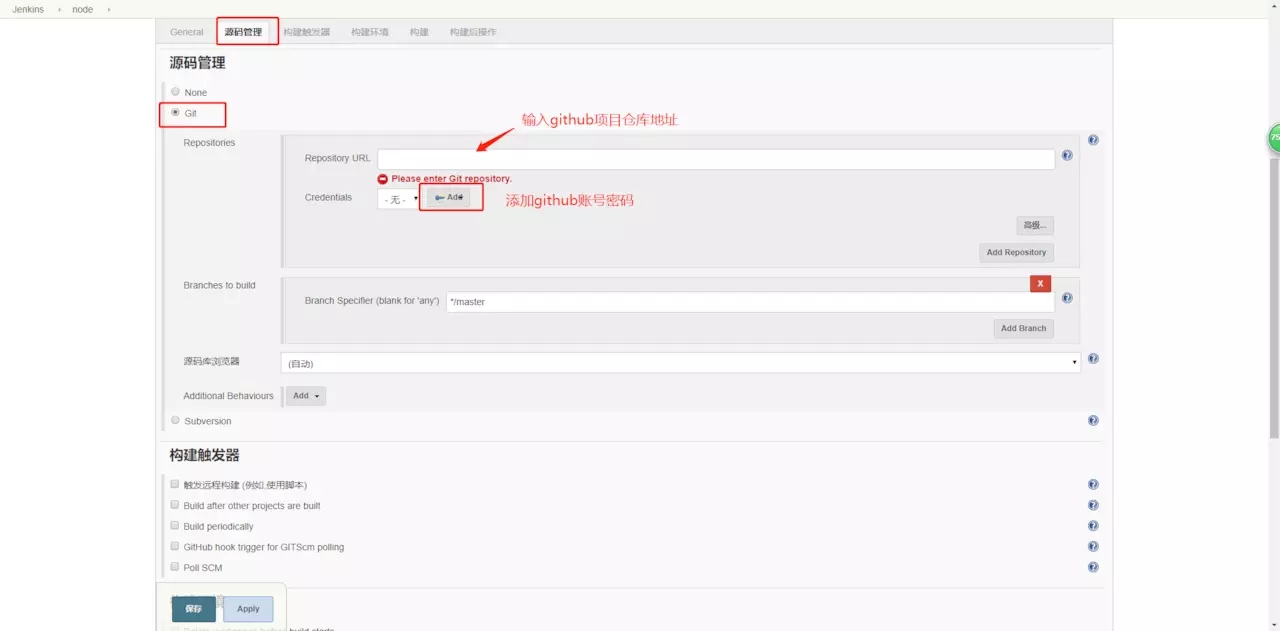 Jenkins › node ›
General 源码管理 构建触发器 构建环境 构建 构建后操作
源码管理
None
Git
输入github项目仓库地址
Repositories
Repository URL
Please enter Git repository.
Credentials - 无 - Add 添加github账号密码
高级...
Add Repository
Branches to build
X
Branch Specifier (blank for 'any') */master
Add Branch
源码库浏览器 (自动)
Additional Behaviours Add
Subversion
构建触发器
触发远程构建 (例如,使用脚本)
Build after other projects are built
Build periodically
GitHub hook trigger for GITScm polling
Poll SCM
保存 Apply
build starts
75